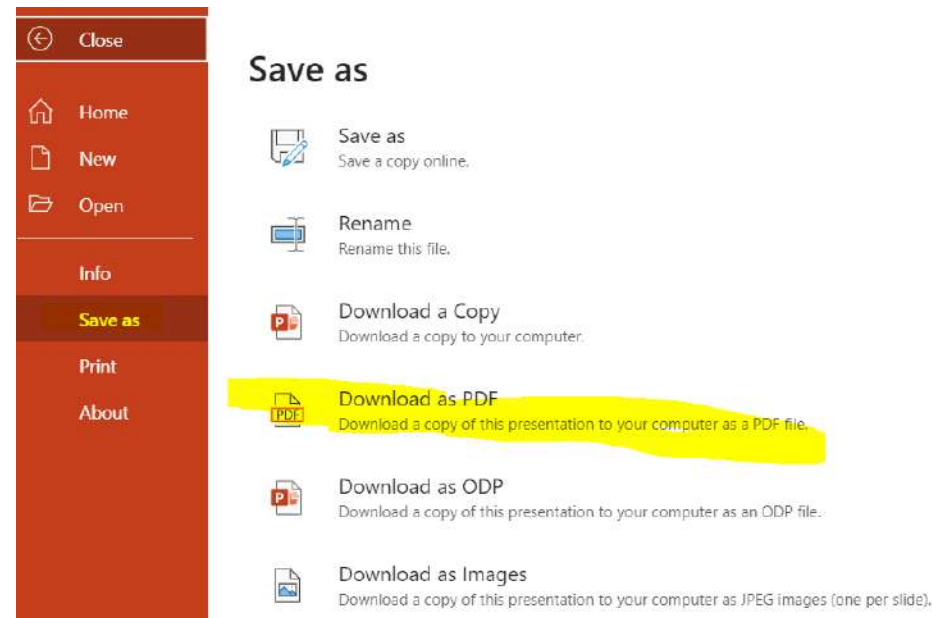 Close
Home
New
Open
Info
Save as
Print
About
Save as
Save as
Save a copy online.
Rename
Rename this file.
P
Download a Copy
Download a copy to your computer.
PDF
Download as PDF
Download a copy of this presentation to your computer as a PDF file.
P
Download as ODP
Download a copy of this presentation to your computer as an ODP file.
Download as Images
Download a copy of this presentation to your computer as JPEG images (one per slide).